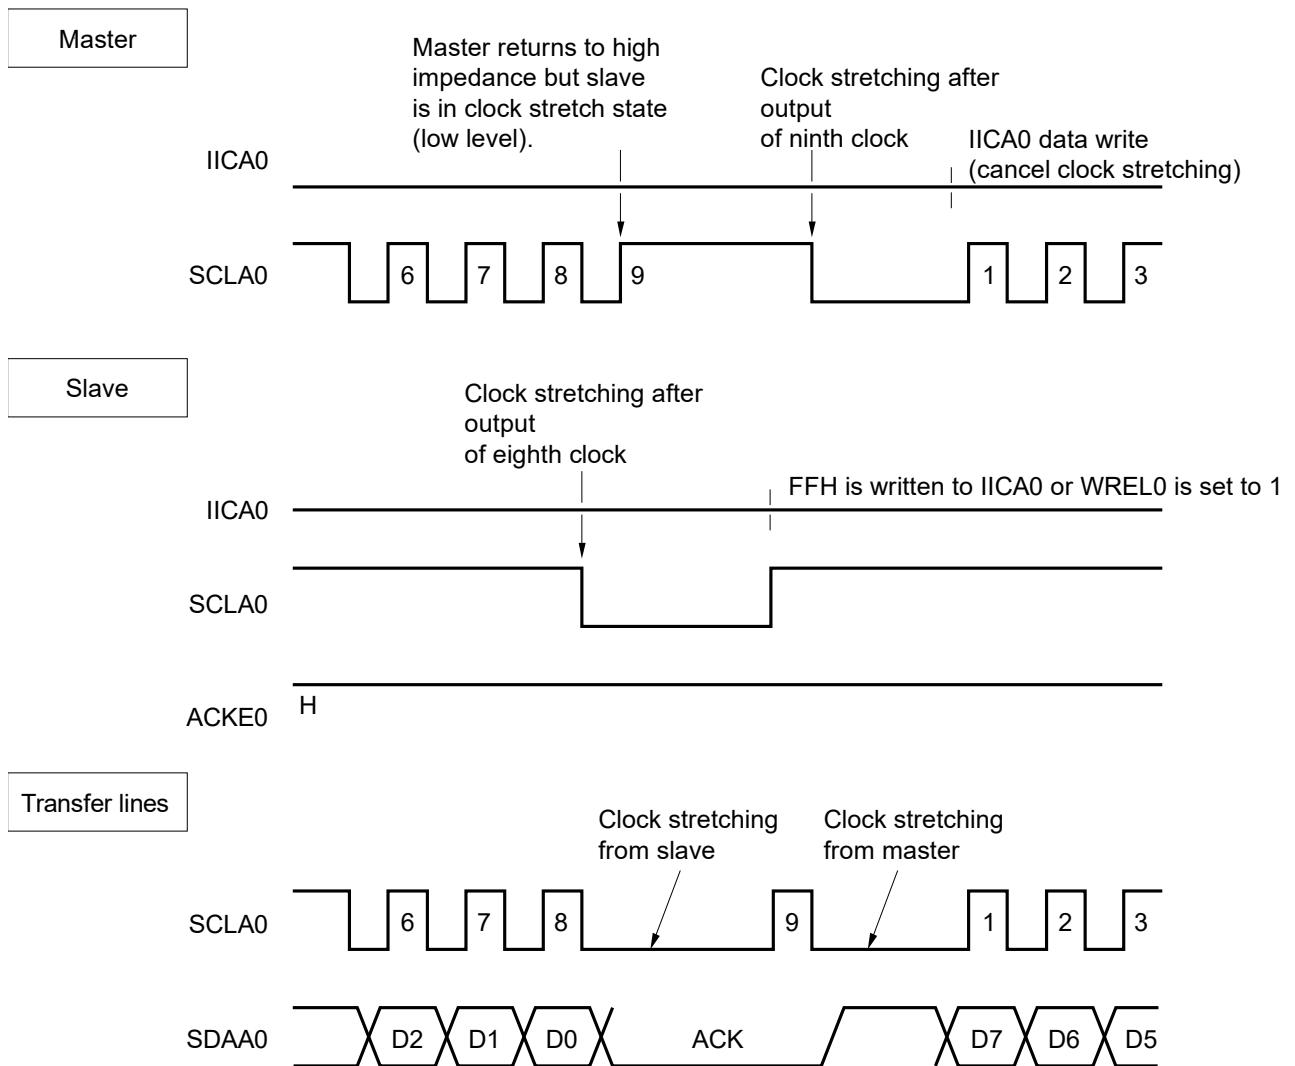 Master
Master returns to high
impedance but slave
is in clock stretch state
(low level).
Clock stretching after
output
of ninth clock
IICA0 data write
(cancel clock stretching)
IICA0
SCLA0
6 7 8 9 1 2 3
Slave
Clock stretching after
output
of eighth clock
FFH is written to IICA0 or WREL0 is set to 1
IICA0
SCLA0
H
ACKE0
Transfer lines
Clock stretching
from slave
Clock stretching
from master
SCLA0
6 7 8 9 1 2 3
SDAA0
D2 D1 D0 ACK D7 D6 D5